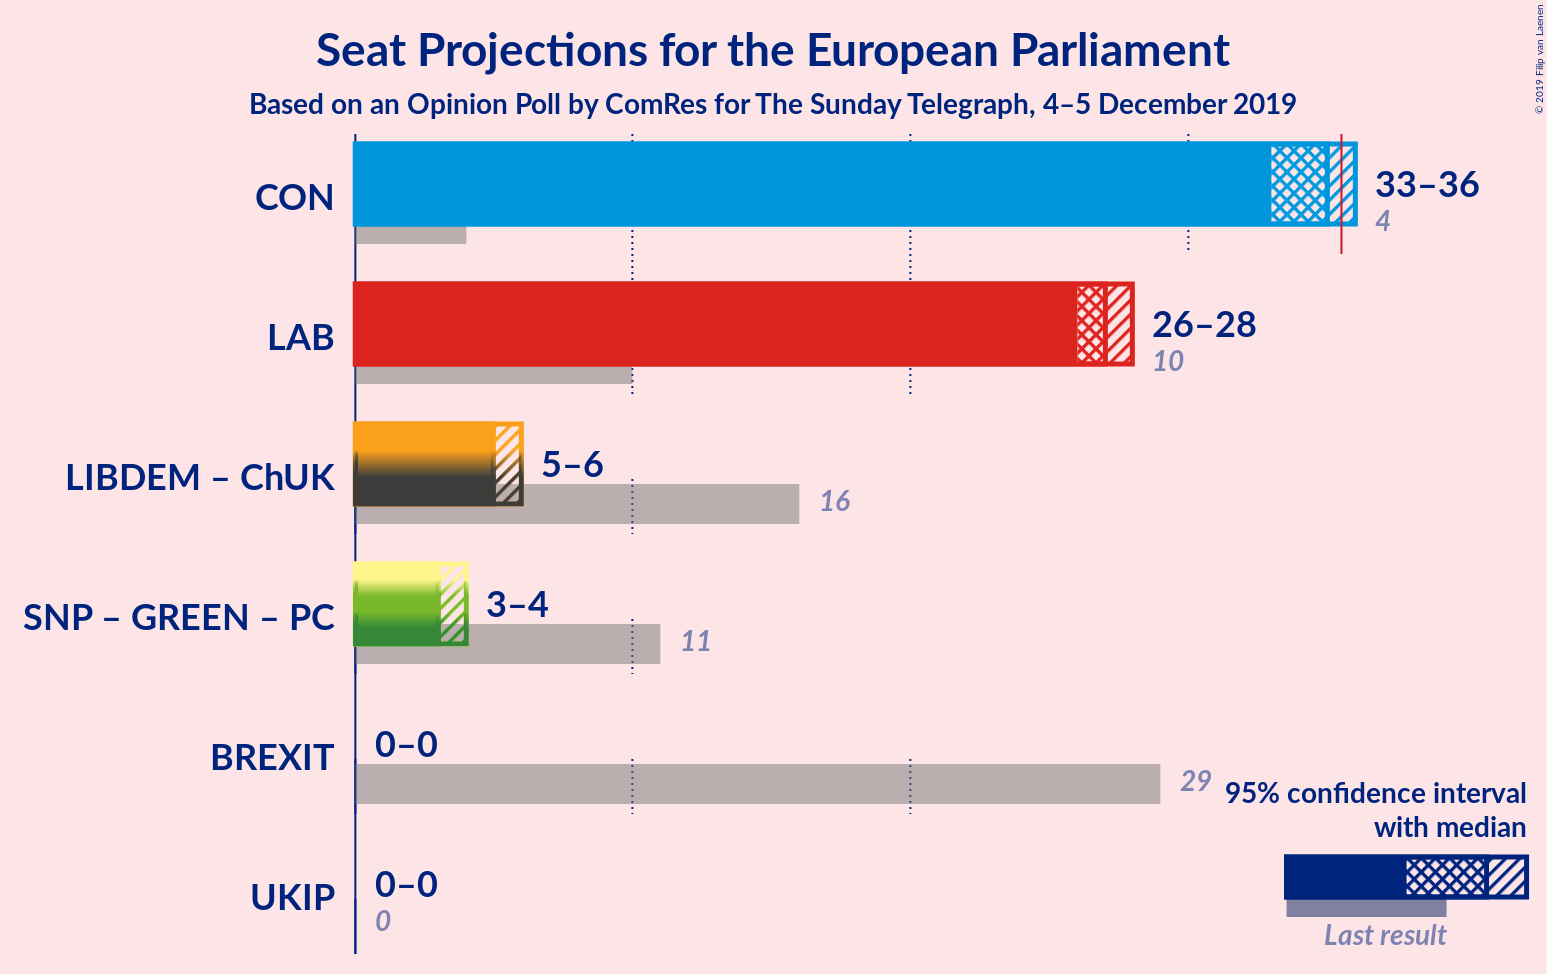 Seat Projections for the European Parliament
Based on an Opinion Poll by ComRes for The Sunday Telegraph, 4–5 December 2019
© 2019 Filip van Laenen
CON
33–36
4
LAB
26–28
10
LIBDEM – ChUK
5–6
16
SNP – GREEN – PC
3–4
11
BREXIT
0–0
29
95% confidence interval
with median
UKIP
0–0
0
Last result